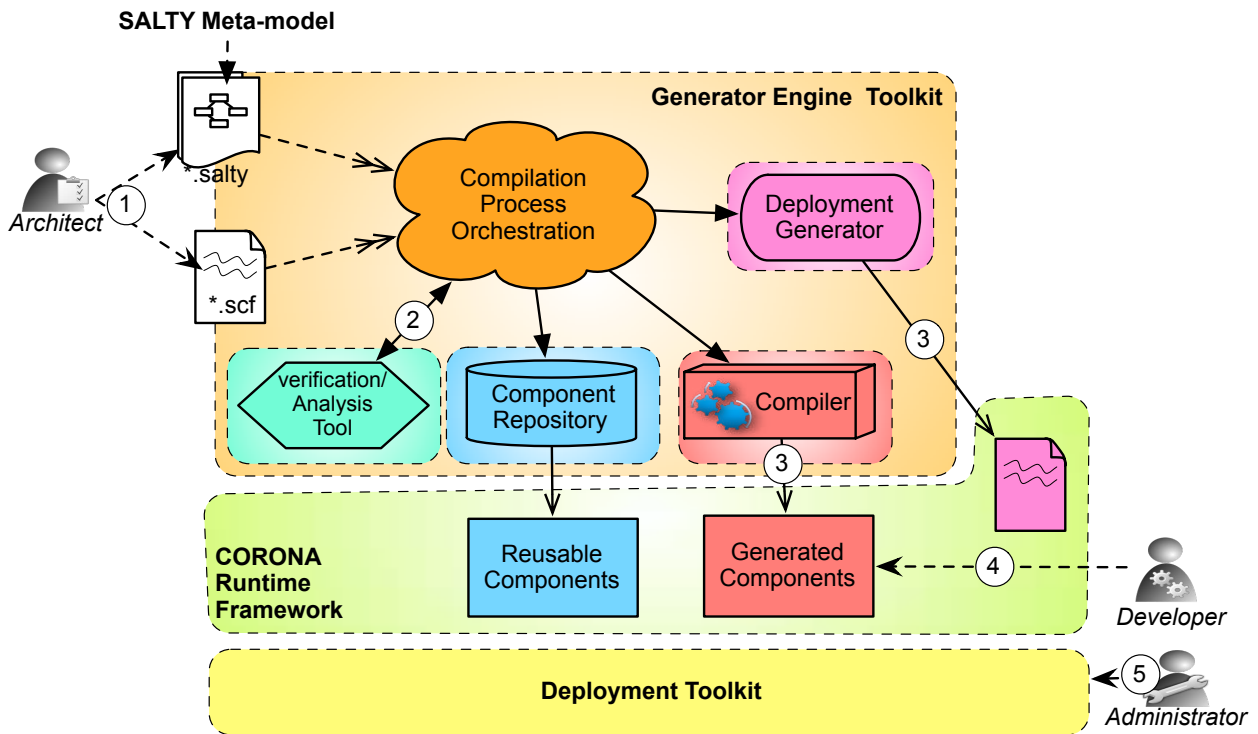 SALTY Meta-model
Generator Engine Toolkit
*.salty
Architect
1
*.scf
Compilation
Process
Orchestration
Deployment
Generator
2
3
verification/
Analysis
Tool
Component
Repository
Compiler
3
CORONA
Runtime
Framework
Reusable
Components
Generated
Components
4
Developer
Deployment Toolkit
5
Administrator